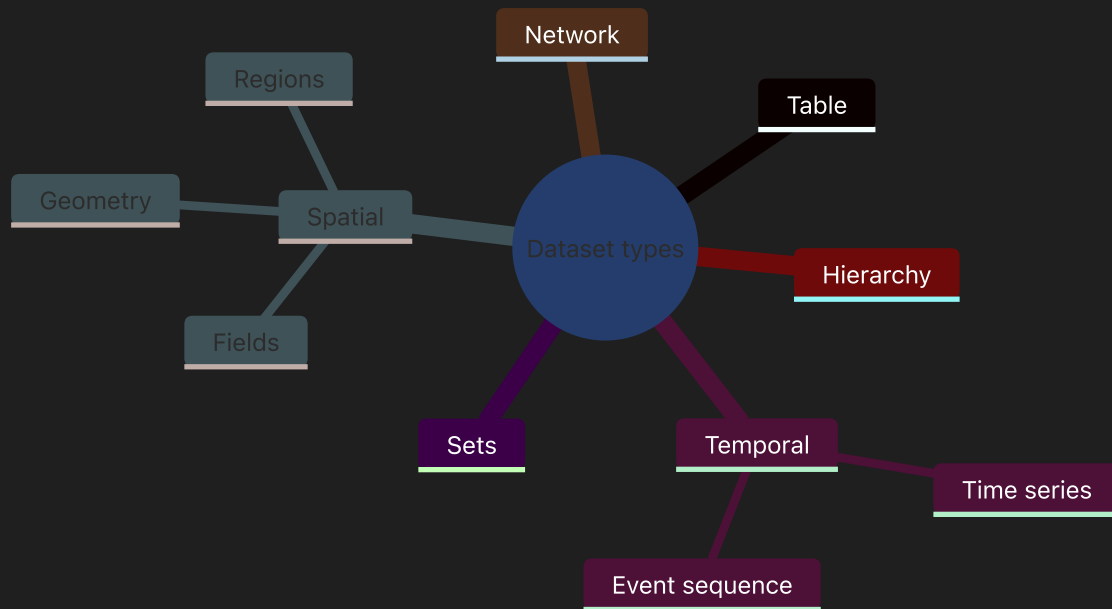 Network
Regions
Table
Geometry
Spatial
Dataset types
Hierarchy
Fields
Sets
Temporal
Time series
Event sequence